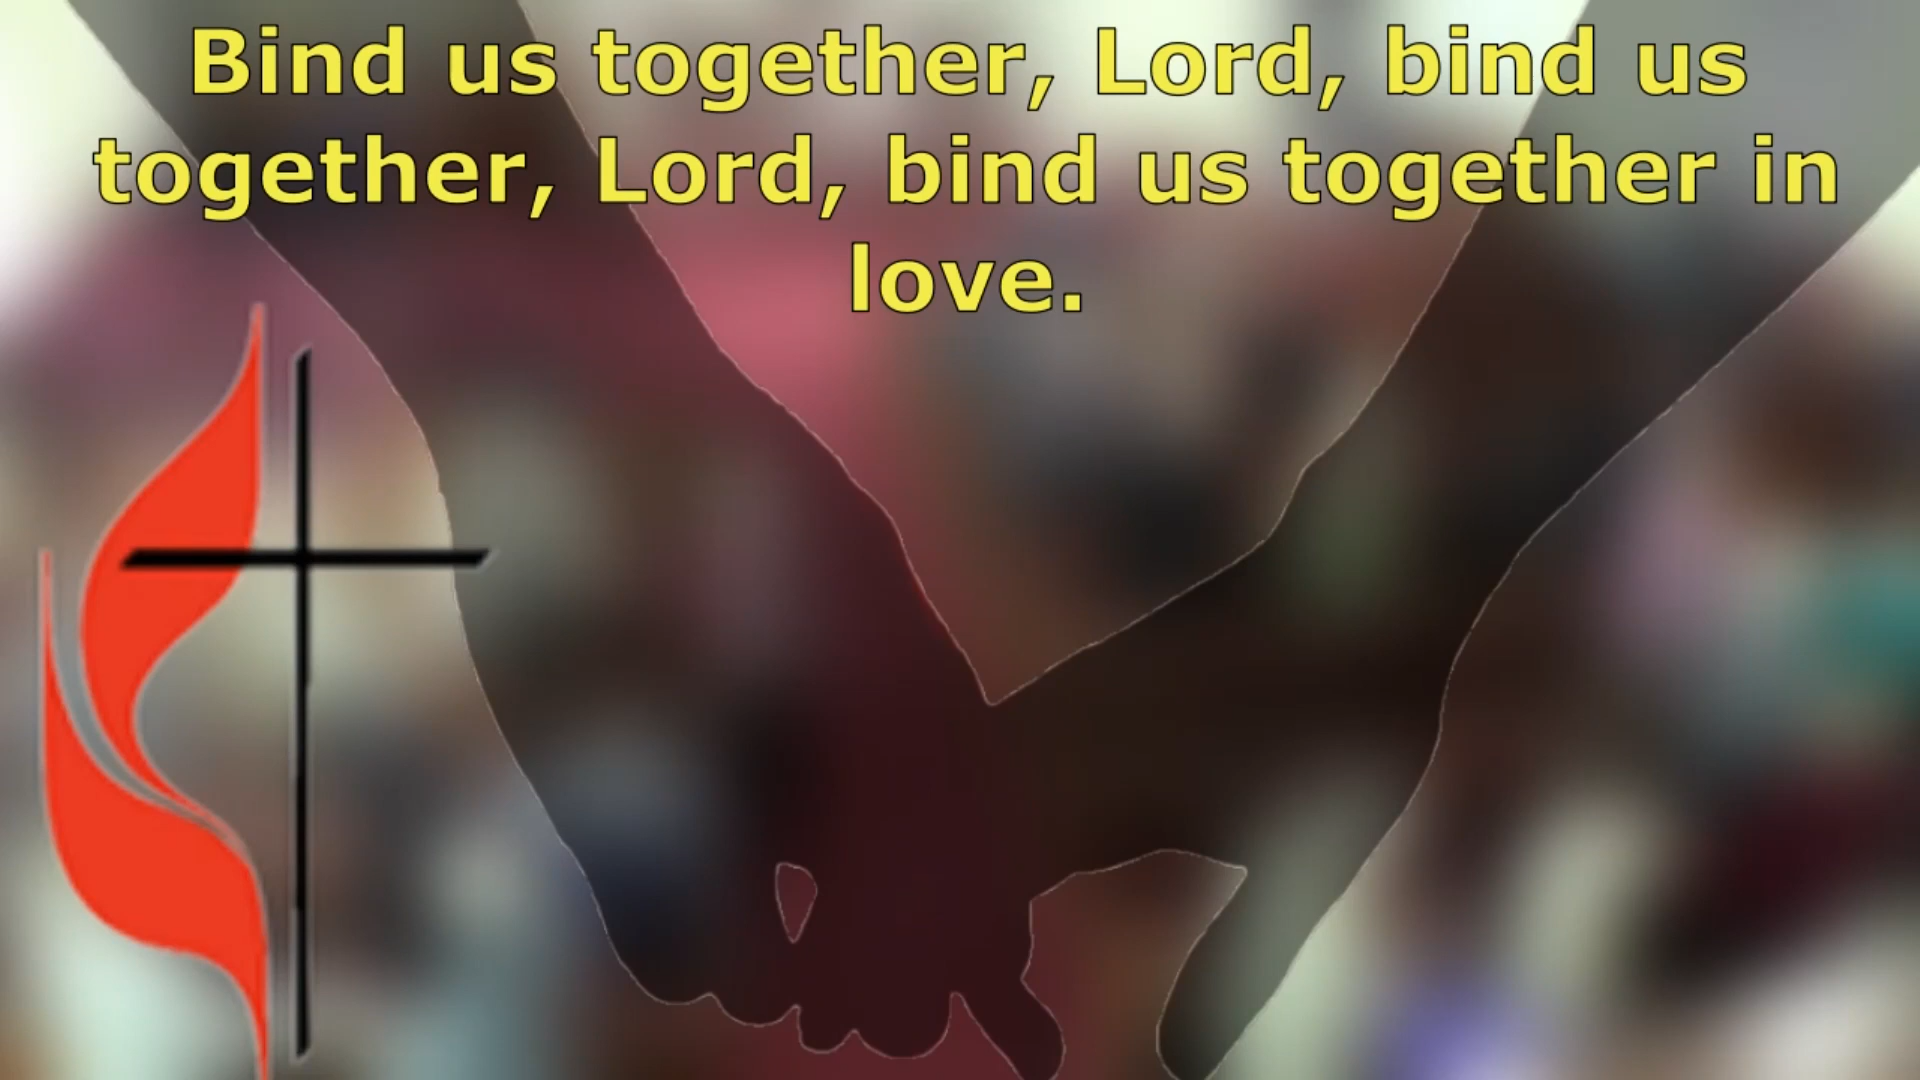 Bind us together, Lord, bind us
together, Lord, bind us together in
love.